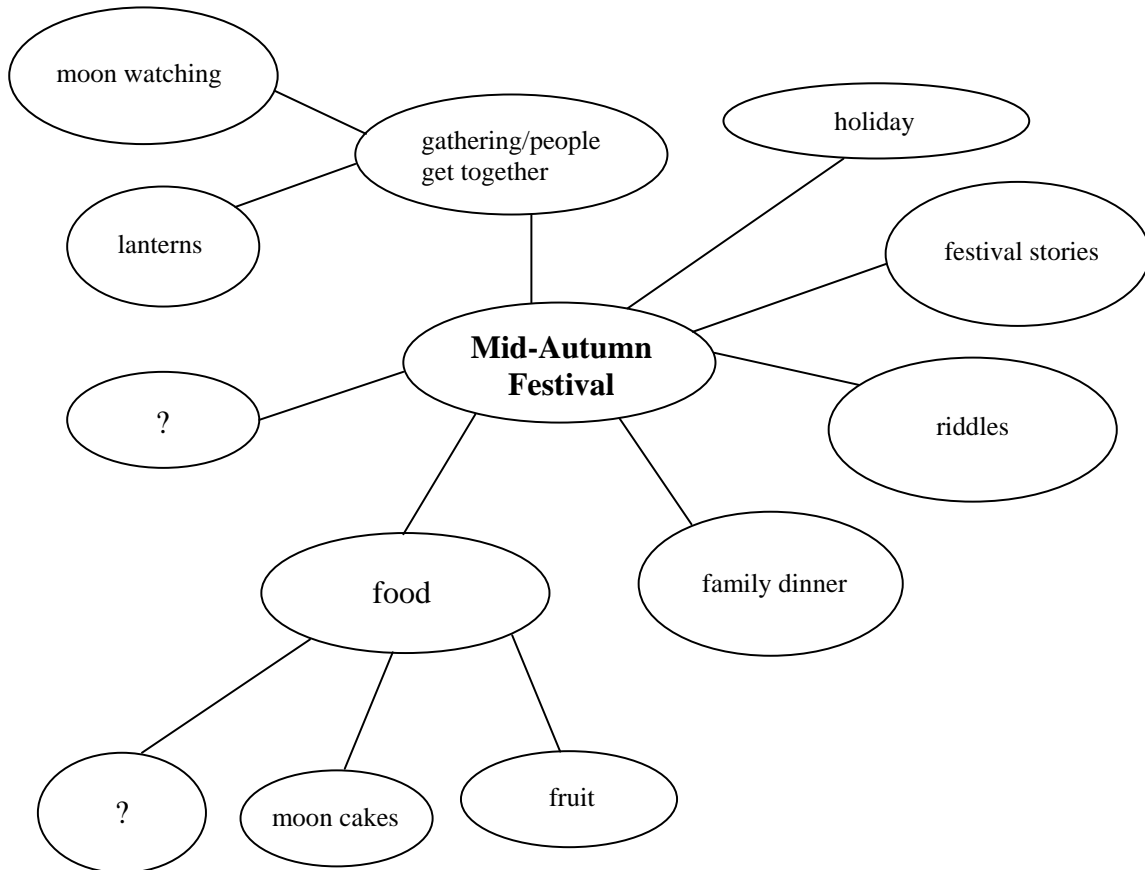 moon watching
gathering/people
get together
holiday
lanterns
festival stories
Mid-Autumn
Festival
?
riddles
food
family dinner
?
moon cakes
fruit